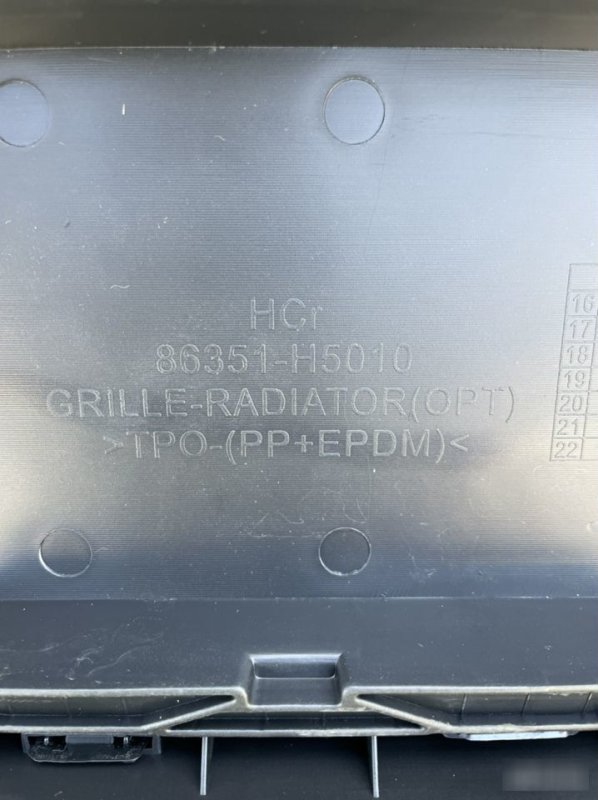 HCr
86351-H5010
GRILLE-RADIATOR(OPT)
>TPO-(PP+EPDM)<
16
17
18
19
20
21
22